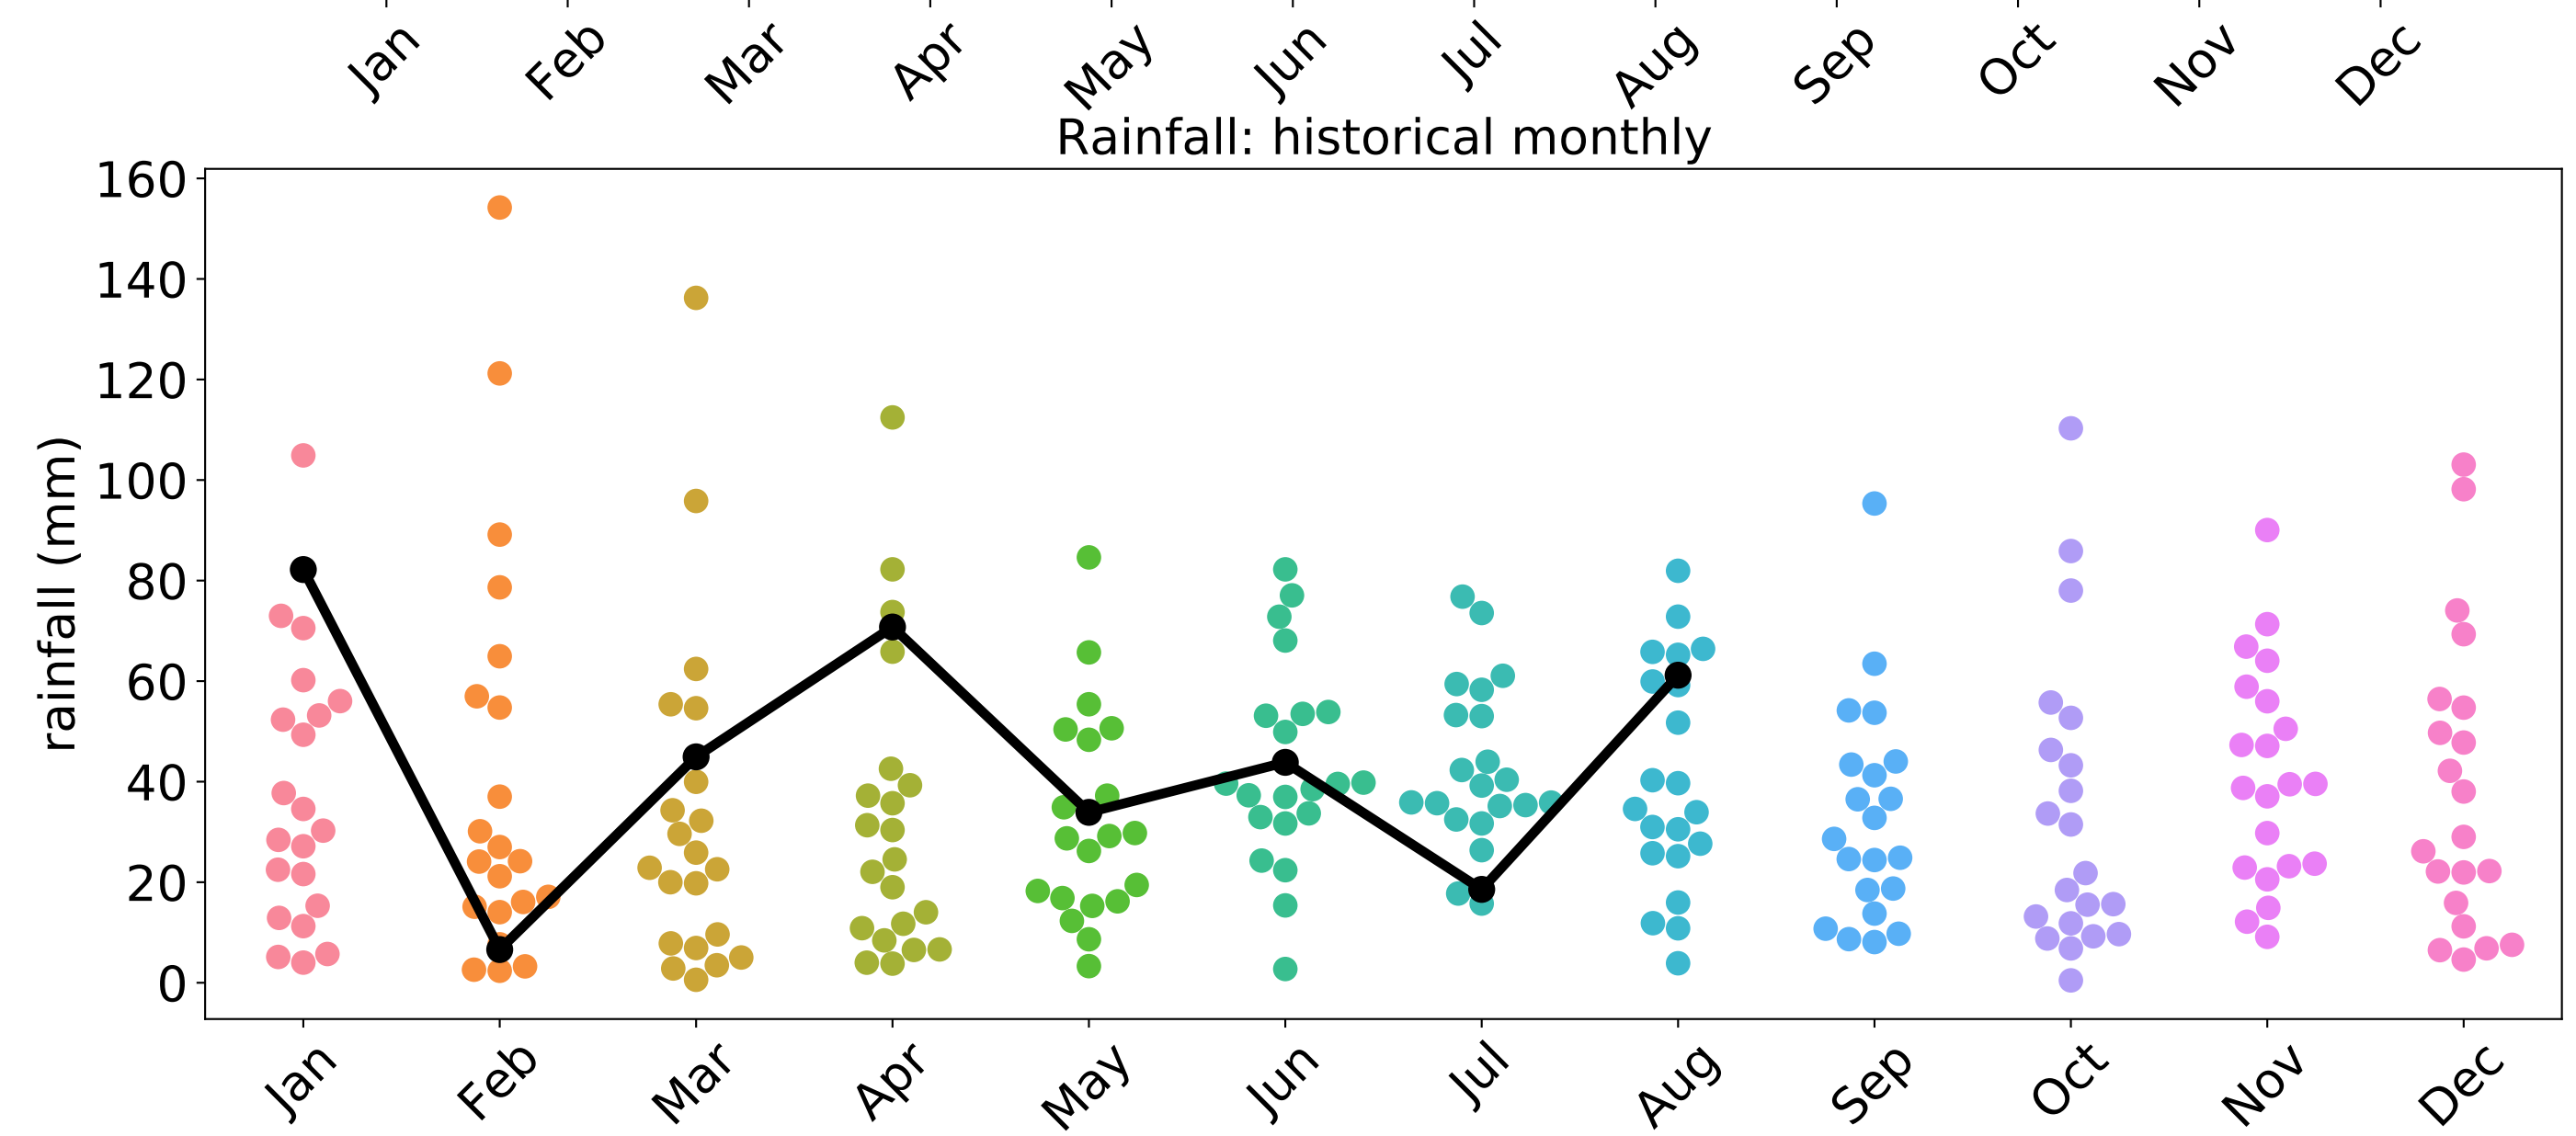 Jan Feb Mar Apr May Jun Jul Aug Sep Oct Nov Dec
Rainfall: historical monthly
160
140
120
100
80
60
40
20
0
rainfall (mm)
Jan Feb Mar Apr May Jun Jul Aug Sep Oct Nov Dec